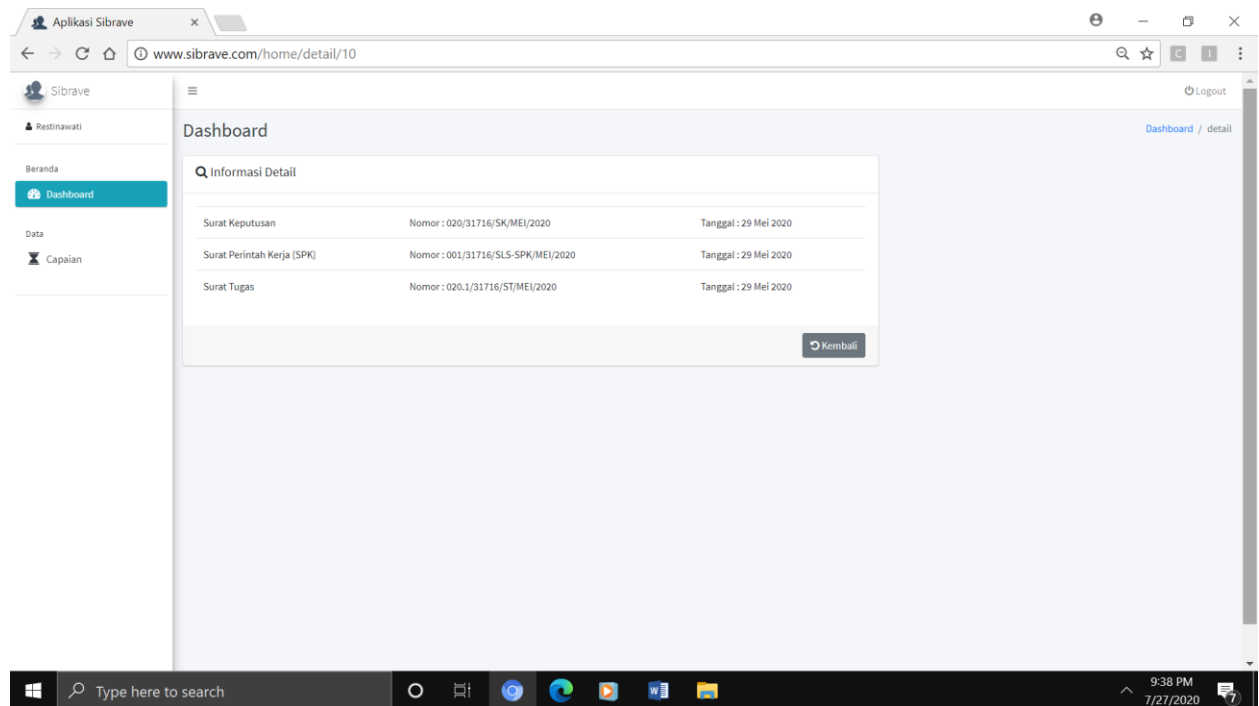 Aplikasi Sibrave
www.sibrave.com/home/detail/10
C I
Sibrave
Logout
Restinawati
Dashboard
Dashboard / detail
Beranda
Dashboard
Data
Capaian
Informasi Detail
Surat Keputusan Nomor : 020/31716/SK/MEI/2020 Tanggal : 29 Mei 2020
Surat Perintah Kerja (SPK) Nomor : 001/31716/SLS-SPK/MEI/2020 Tanggal : 29 Mei 2020
Surat Tugas Nomor : 020.1/31716/ST/MEI/2020 Tanggal : 29 Mei 2020
Kembali
Type here to search
9:38 PM
7/27/2020
7